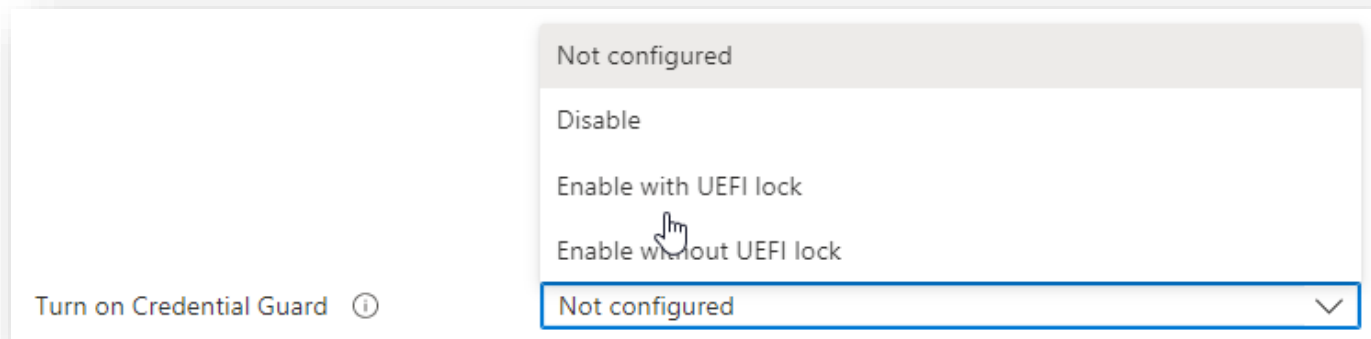 Not configured
Disable
Enable with UEFI lock
Enable without UEFI lock
Turn on Credential Guard
Not configured